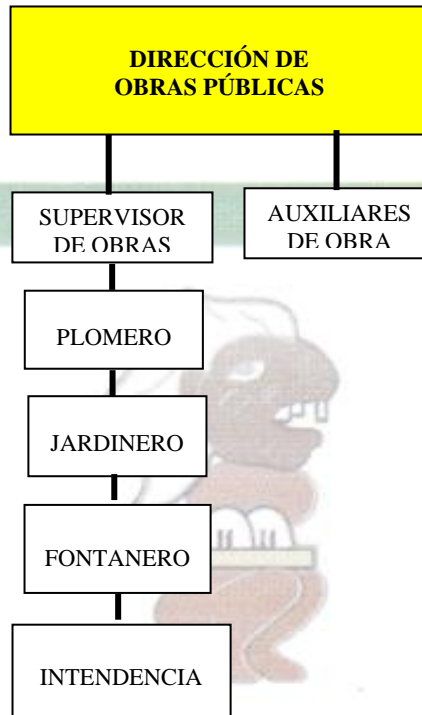 DIRECCIÓN DE
OBRAS PÚBLICAS
SUPERVISOR
DE OBRAS
AUXILIARES
DE OBRA
PLOMERO
JARDINERO
FONTANERO
INTENDENCIA